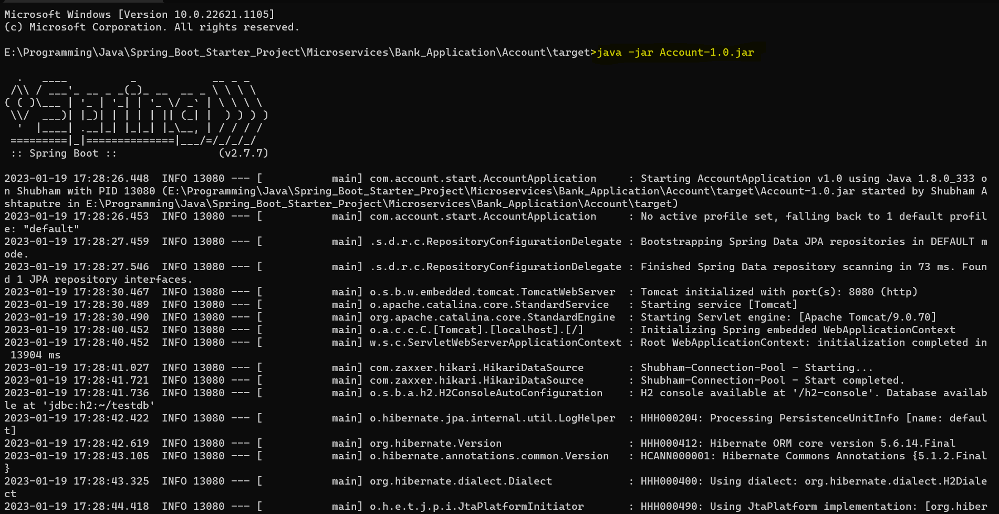 Microsoft Windows [Version 10.0.22621.1105]
(c) Microsoft Corporation. All rights reserved.

E:\Programming\Java\Spring_Boot_Starter_Project\Microservices\Bank_Application\Account\target>java -jar Account-1.0.jar

  .   ____          _            __ _ _
 /\\ / ___'_ __ _ _(_)_ __  __ _ \ \ \ \
( ( )\___ | '_ | '_| | '_ \/ _` | \ \ \ \
 \\/  ___)| |_)| | | | | || (_| |  ) ) ) )
  '  |____| .__|_| |_|_| |_\__, | / / / /
 =========|_|==============|___/=/_/_/_/
 :: Spring Boot ::                (v2.7.7)

2023-01-19 17:28:26.448  INFO 13080 --- [           main] com.account.start.AccountApplication     : Starting AccountApplication v1.0 using Java 1.8.0_333 o
n Shubham with PID 13080 (E:\Programming\Java\Spring_Boot_Starter_Project\Microservices\Bank_Application\Account\target\Account-1.0.jar started by Shubham A
shtaputre in E:\Programming\Java\Spring_Boot_Starter_Project\Microservices\Bank_Application\Account\target)
2023-01-19 17:28:26.453  INFO 13080 --- [           main] com.account.start.AccountApplication     : No active profile set, falling back to 1 default profil
e: "default"
2023-01-19 17:28:27.459  INFO 13080 --- [           main] .s.d.r.c.RepositoryConfigurationDelegate : Bootstrapping Spring Data JPA repositories in DEFAULT m
ode.
2023-01-19 17:28:27.546  INFO 13080 --- [           main] .s.d.r.c.RepositoryConfigurationDelegate : Finished Spring Data repository scanning in 73 ms. Foun
d 1 JPA repository interfaces.
2023-01-19 17:28:30.467  INFO 13080 --- [           main] o.s.b.w.embedded.tomcat.TomcatWebServer  : Tomcat initialized with port(s): 8080 (http)
2023-01-19 17:28:30.489  INFO 13080 --- [           main] o.apache.catalina.core.StandardService   : Starting service [Tomcat]
2023-01-19 17:28:30.490  INFO 13080 --- [           main] org.apache.catalina.core.StandardEngine  : Starting Servlet engine: [Apache Tomcat/9.0.70]
2023-01-19 17:28:40.452  INFO 13080 --- [           main] o.a.c.c.C.[Tomcat].[localhost].[/]       : Initializing Spring embedded WebApplicationContext
2023-01-19 17:28:40.452  INFO 13080 --- [           main] w.s.c.ServletWebServerApplicationContext : Root WebApplicationContext: initialization completed in
 13904 ms
2023-01-19 17:28:41.027  INFO 13080 --- [           main] com.zaxxer.hikari.HikariDataSource       : Shubham-Connection-Pool - Starting...
2023-01-19 17:28:41.721  INFO 13080 --- [           main] com.zaxxer.hikari.HikariDataSource       : Shubham-Connection-Pool - Start completed.
2023-01-19 17:28:41.736  INFO 13080 --- [           main] o.s.b.a.h2.H2ConsoleAutoConfiguration    : H2 console available at '/h2-console'. Database availab
le at 'jdbc:h2:~/testdb'
2023-01-19 17:28:42.422  INFO 13080 --- [           main] o.hibernate.jpa.internal.util.LogHelper  : HHH000204: Processing PersistenceUnitInfo [name: defaul
t]
2023-01-19 17:28:42.619  INFO 13080 --- [           main] org.hibernate.Version                    : HHH000412: Hibernate ORM core version 5.6.14.Final
2023-01-19 17:28:43.105  INFO 13080 --- [           main] o.hibernate.annotations.common.Version   : HCANN000001: Hibernate Commons Annotations {5.1.2.Final
}
2023-01-19 17:28:43.325  INFO 13080 --- [           main] org.hibernate.dialect.Dialect            : HHH000400: Using dialect: org.hibernate.dialect.H2Diale
ct
2023-01-19 17:28:44.418  INFO 13080 --- [           main] o.h.e.t.j.p.i.JtaPlatformInitiator       : HHH000490: Using JtaPlatform implementation: [org.hiber